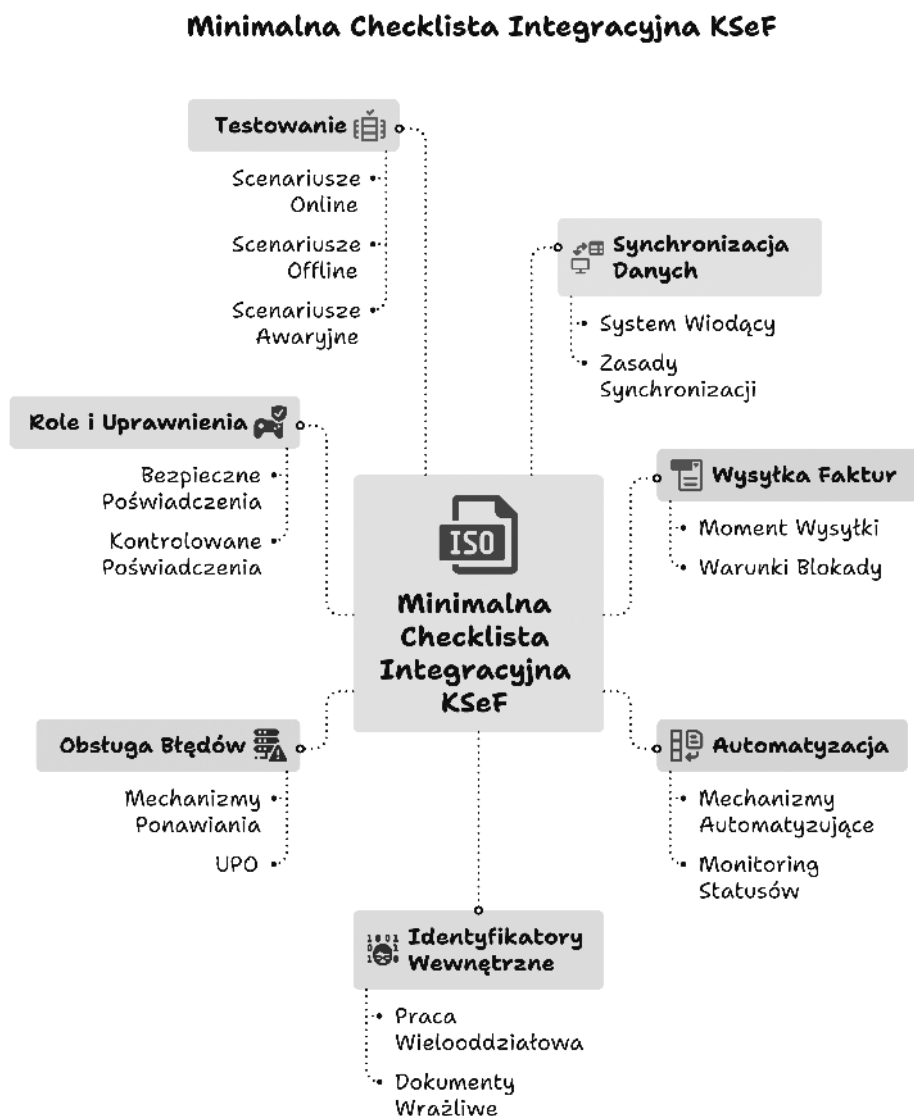 Minimalna Checklista Integracyjna KSeF
Testowanie
Scenariusze
Online
Scenariusze
Offline
Scenariusze
Awaryjne
Synchronizacja
Danych
System Wiodący
Zasady
Synchronizacji
Role i Uprawnienia
Bezpieczne
Poświadczenia
Kontrolowane
Poświadczenia
Wysyłka Faktur
Moment Wysyłki
Warunki Blokady
ISO
Minimalna
Checklista
Integracyjna
KSeF
Obsługa Błędów
Mechanizmy
Ponawiania
UPO
Automatyzacja
Mechanizmy
Automatyzujące
Monitoring
Statusów
Identyfikatory
Wewnętrzne
Praca
Wielooddziałowa
Dokumenty
Wrażliwe